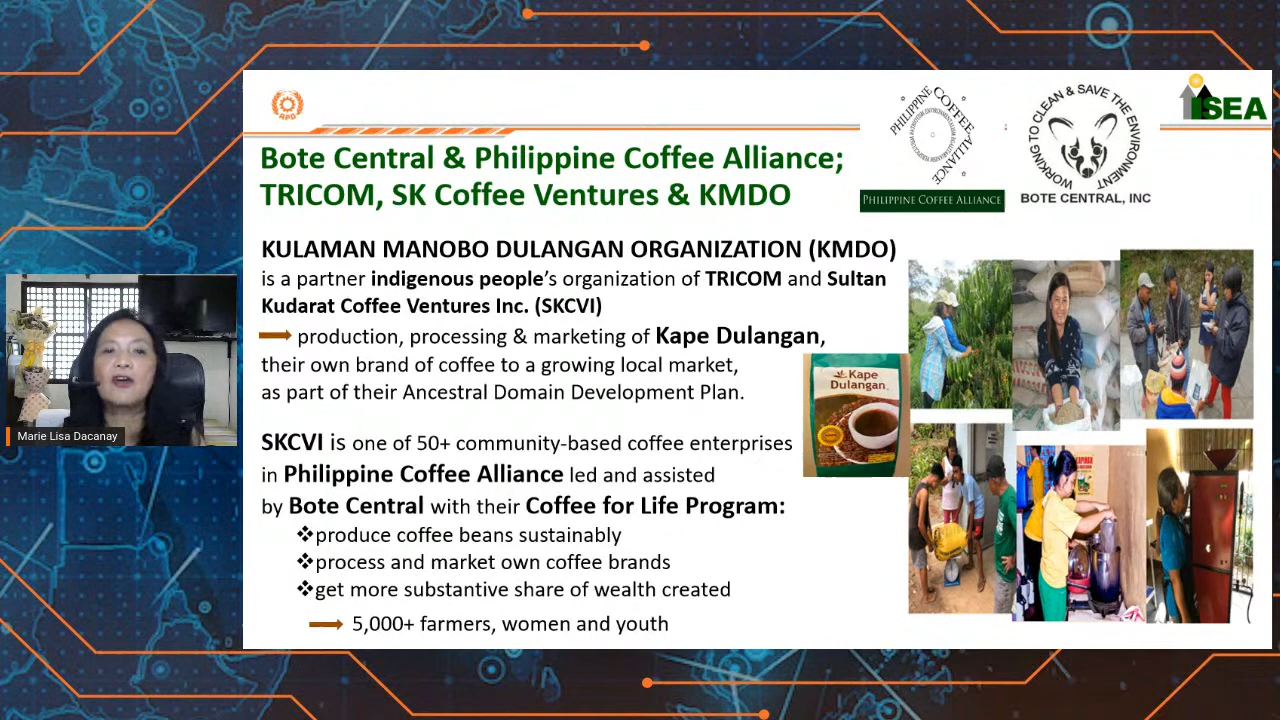 APO
PHILIPPINE COFFEE ALLIANCE
PHILIPPINE COFFEE ALLIANCE
WORKING TO CLEAN & SAVE THE ENVIRONMENT
BOTE CENTRAL, INC
ISEA
Bote Central & Philippine Coffee Alliance;
TRICOM, SK Coffee Ventures & KMDO
KULAMAN MANOBO DULANGAN ORGANIZATION (KMDO)
is a partner indigenous people's organization of TRICOM and Sultan
Kudarat Coffee Ventures Inc. (SKCVI)
production, processing & marketing of Kape Dulangan,
their own brand of coffee to a growing local market,
as part of their Ancestral Domain Development Plan.
Kape
Dulangan
SKCVI is one of 50+ community-based coffee enterprises
in Philippine Coffee Alliance led and assisted
by Bote Central with their Coffee for Life Program:
❖produce coffee beans sustainably
❖process and market own coffee brands
❖get more substantive share of wealth created
5,000+ farmers, women and youth
Marie Lisa Dacanay